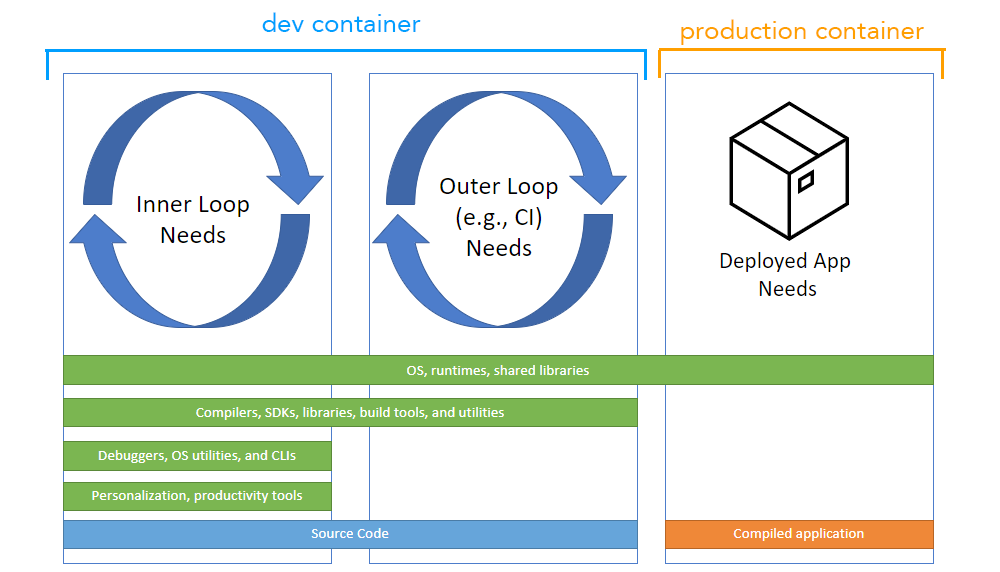 dev container
production container
Inner Loop
Needs
Outer Loop
(e.g., CI)
Needs
Deployed App
Needs
OS, runtimes, shared libraries
Compilers, SDKs, libraries, build tools, and utilities
Debuggers, OS utilities, and CLIs
Personalization, productivity tools
Source Code
Compiled application